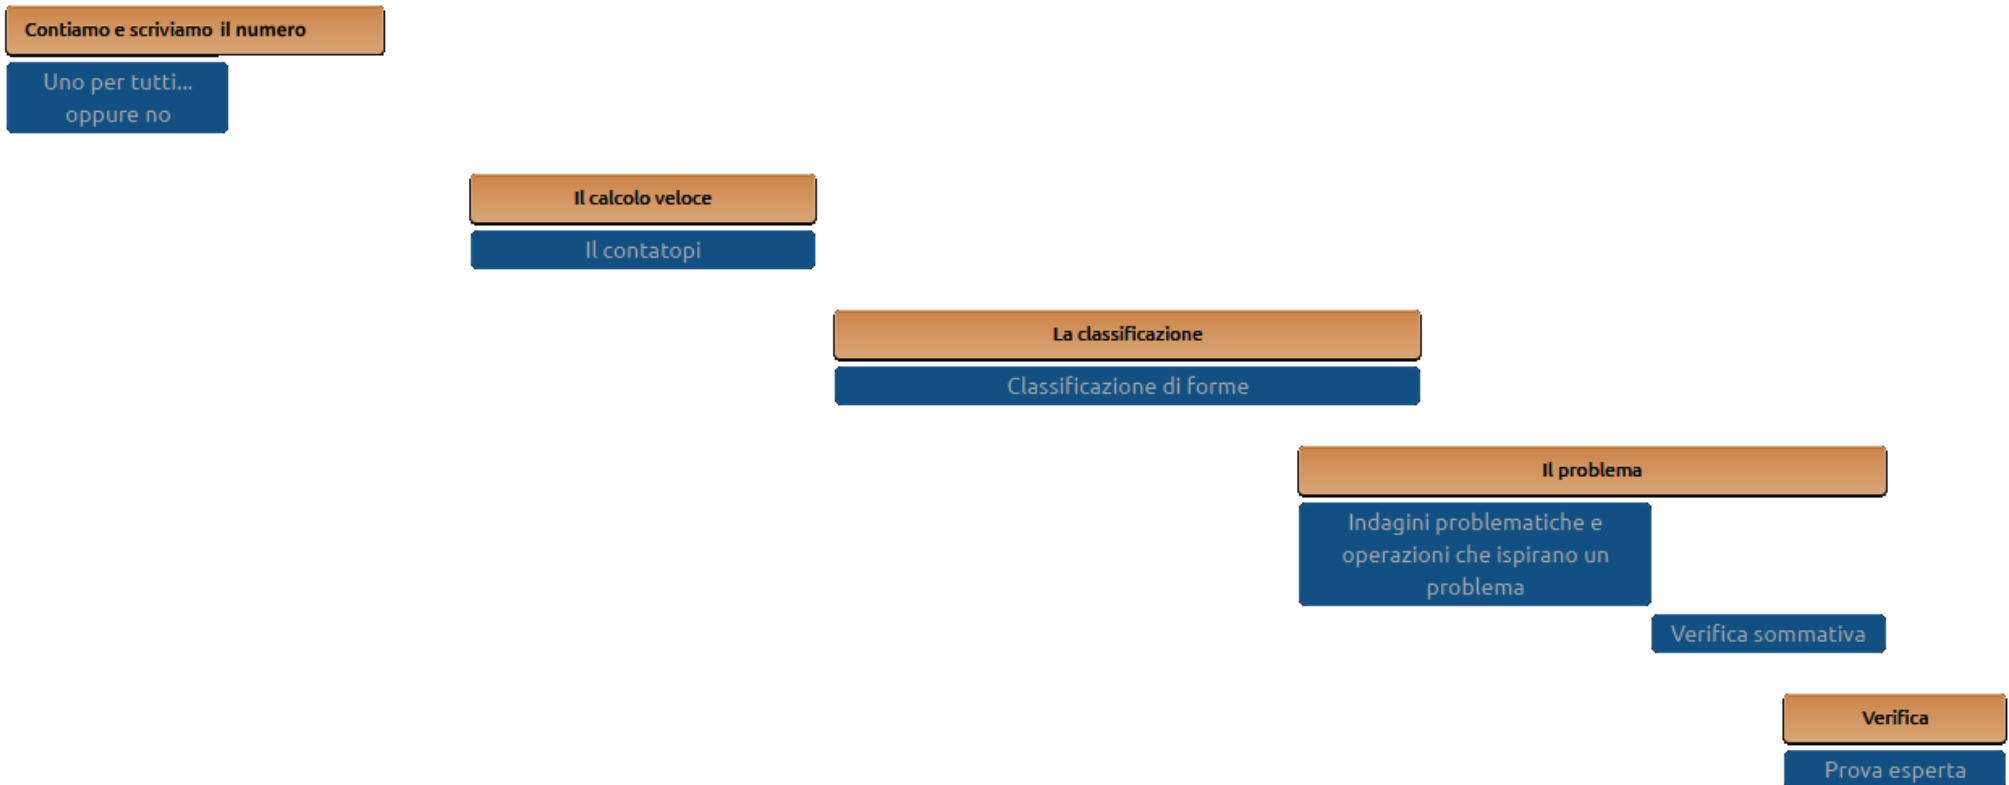 Contiamo e scriviamo il numero
Uno per tutti...
oppure no
Il calcolo veloce
Il contatopi
La classificazione
Classificazione di forme
Il problema
Indagini problematiche e
operazioni che ispirano un
problema
Verifica sommativa
Verifica
Prova esperta